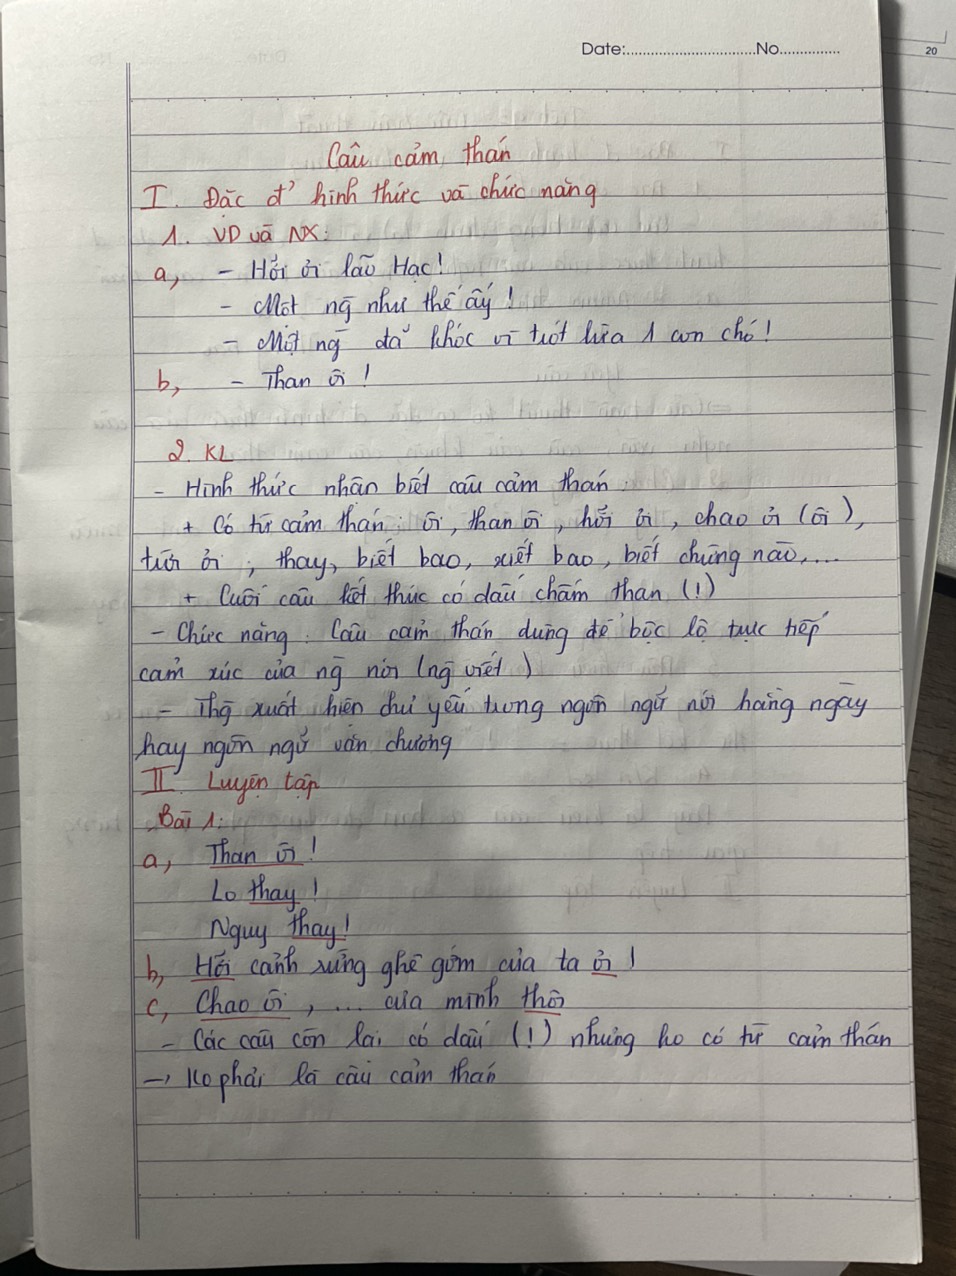 Date:..............................No...............
20
Câu cảm thán
I. Đặc đ' hình thức và chức năng
1. VD và NX:
a, - Hỡi ơi lão Hạc!
- Một ng̃ như thế ấy!
- Một ng̃ đã khóc vì trót lừa 1 con chó!
b, - Than ôi!
2. KL
- Hình thức nhận biết câu cảm thán:
+ Có từ cảm thán: ôi, than ôi, hỡi ơi, chao ơi (ôi),
trời ơi; thay, biết bao, xiết bao, biết chừng nào,...
+ Cuối câu kết thúc có dấu chấm than (!)
- Chức năng: Câu cảm thán dùng để bộc lộ trực tiếp
cảm xúc của ng̃ nói (ng̃ viết)
- Thg̃ xuất hiện chủ yếu trong ngôn ngữ nói hằng ngày
hay ngôn ngữ văn chương
II. Luyện tập
Bài 1:
a, Than ôi!
Lo thay!
Nguy thay!
b, Hỡi cảnh rừng ghê gớm của ta ơi!
c, Chao ôi, ... của mình thôi
- Các câu còn lại có dấu (!) nhưng ko có từ cảm thán
→ Ko phải là câu cảm thán